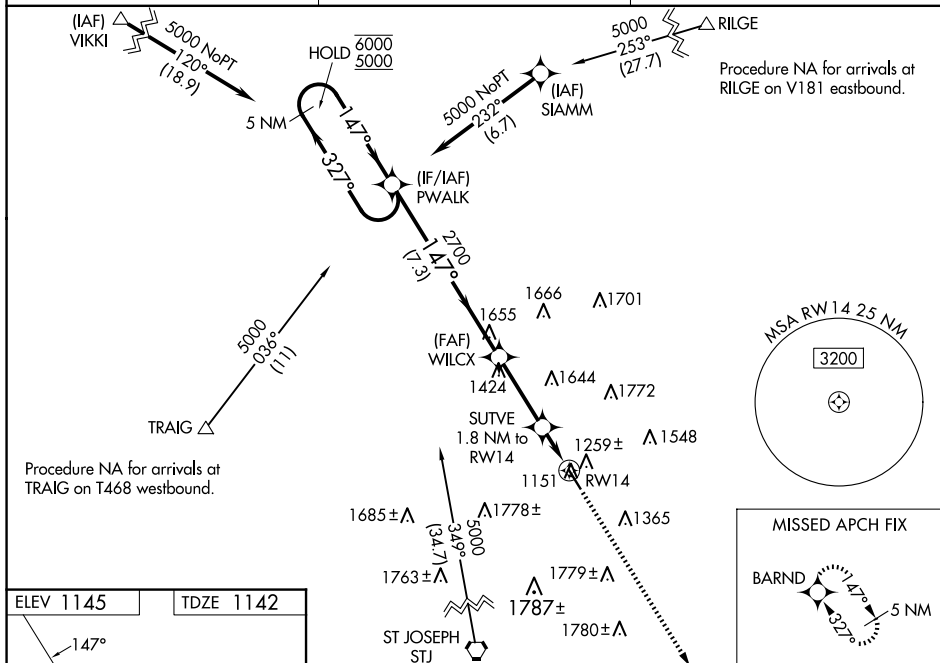 (IAF)
VIKKI
5000 NoPT
120°
(18.9)
HOLD
6000
5000
5 NM
147°
327°
5000
253°
(27.7)
RILGE
(IAF)
SIAMM
5000 NoPT
232°
(6.7)
Procedure NA for arrivals at
RILGE on V181 eastbound.
(IF/IAF)
PWALK
2700
147°
(7.3)
5000
036°
(11)
TRAIG
Procedure NA for arrivals at
TRAIG on T468 westbound.
1655
1666
1701
(FAF)
WILCX
1424
1644
1772
SUTVE
1.8 NM to
RW14
1259±
1548
1151
RW14
1685±
1778±
1365
5000
349°
(34.7)
1763±
1787±
1779±
1780±
ST JOSEPH
STJ
MSA RW14 25 NM
3200
MISSED APCH FIX
BARND
147°
327°
5 NM
ELEV 1145
TDZE 1142
147°